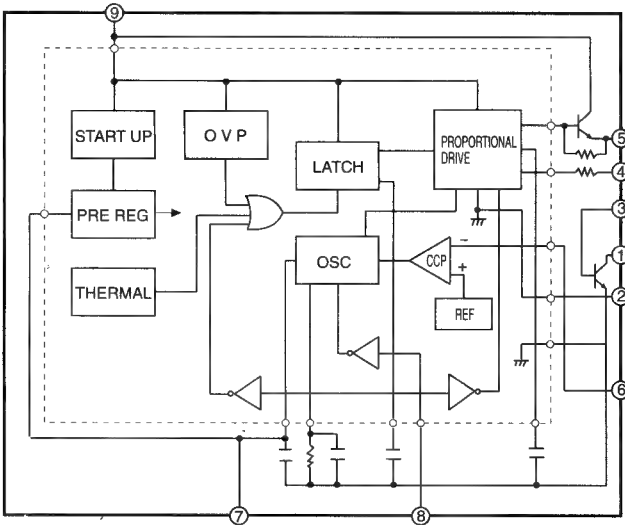 9
START UP
O V P
LATCH
PROPORTIONAL
DRIVE
5
4
PRE REG
3
THERMAL
OSC
CCP
−
+
REF
1
2
6
7
8